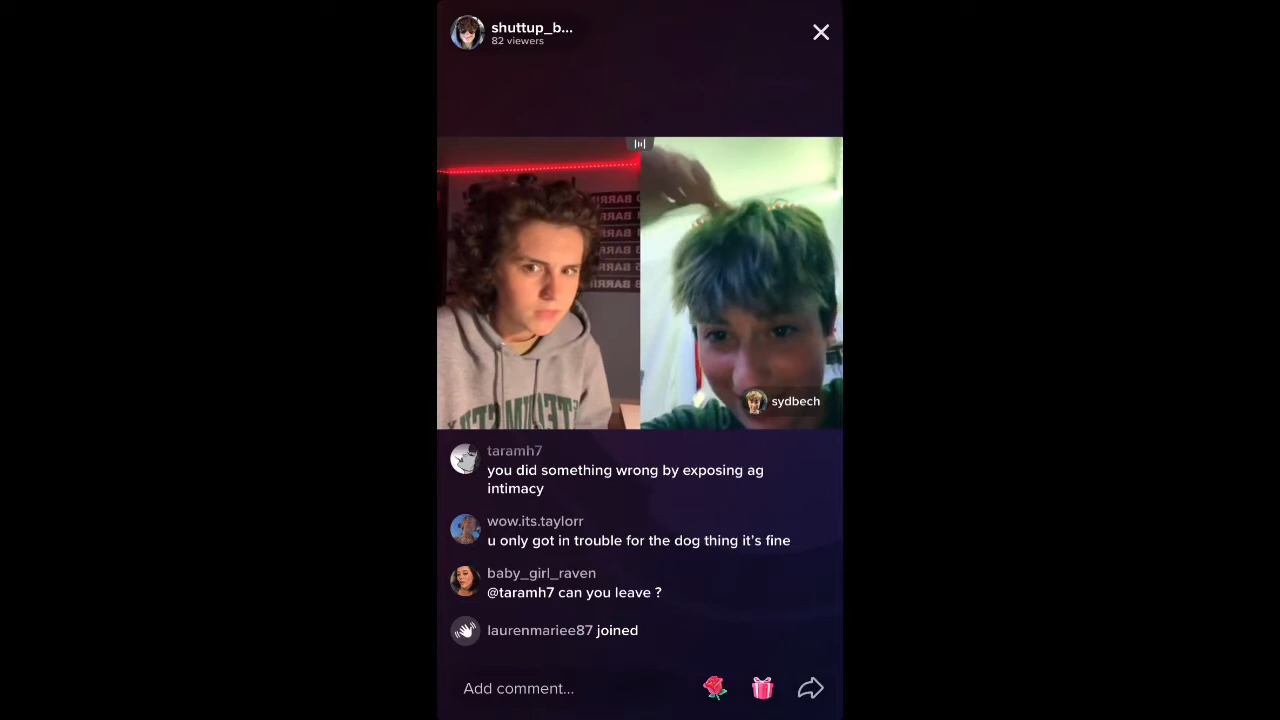 shuttup_b...
82 viewers
sydbech
taramh7
you did something wrong by exposing ag
intimacy
wow.its.taylorr
u only got in trouble for the dog thing it's fine
baby_girl_raven
@taramh7 can you leave ?
laurenmariee87 joined
Add comment...